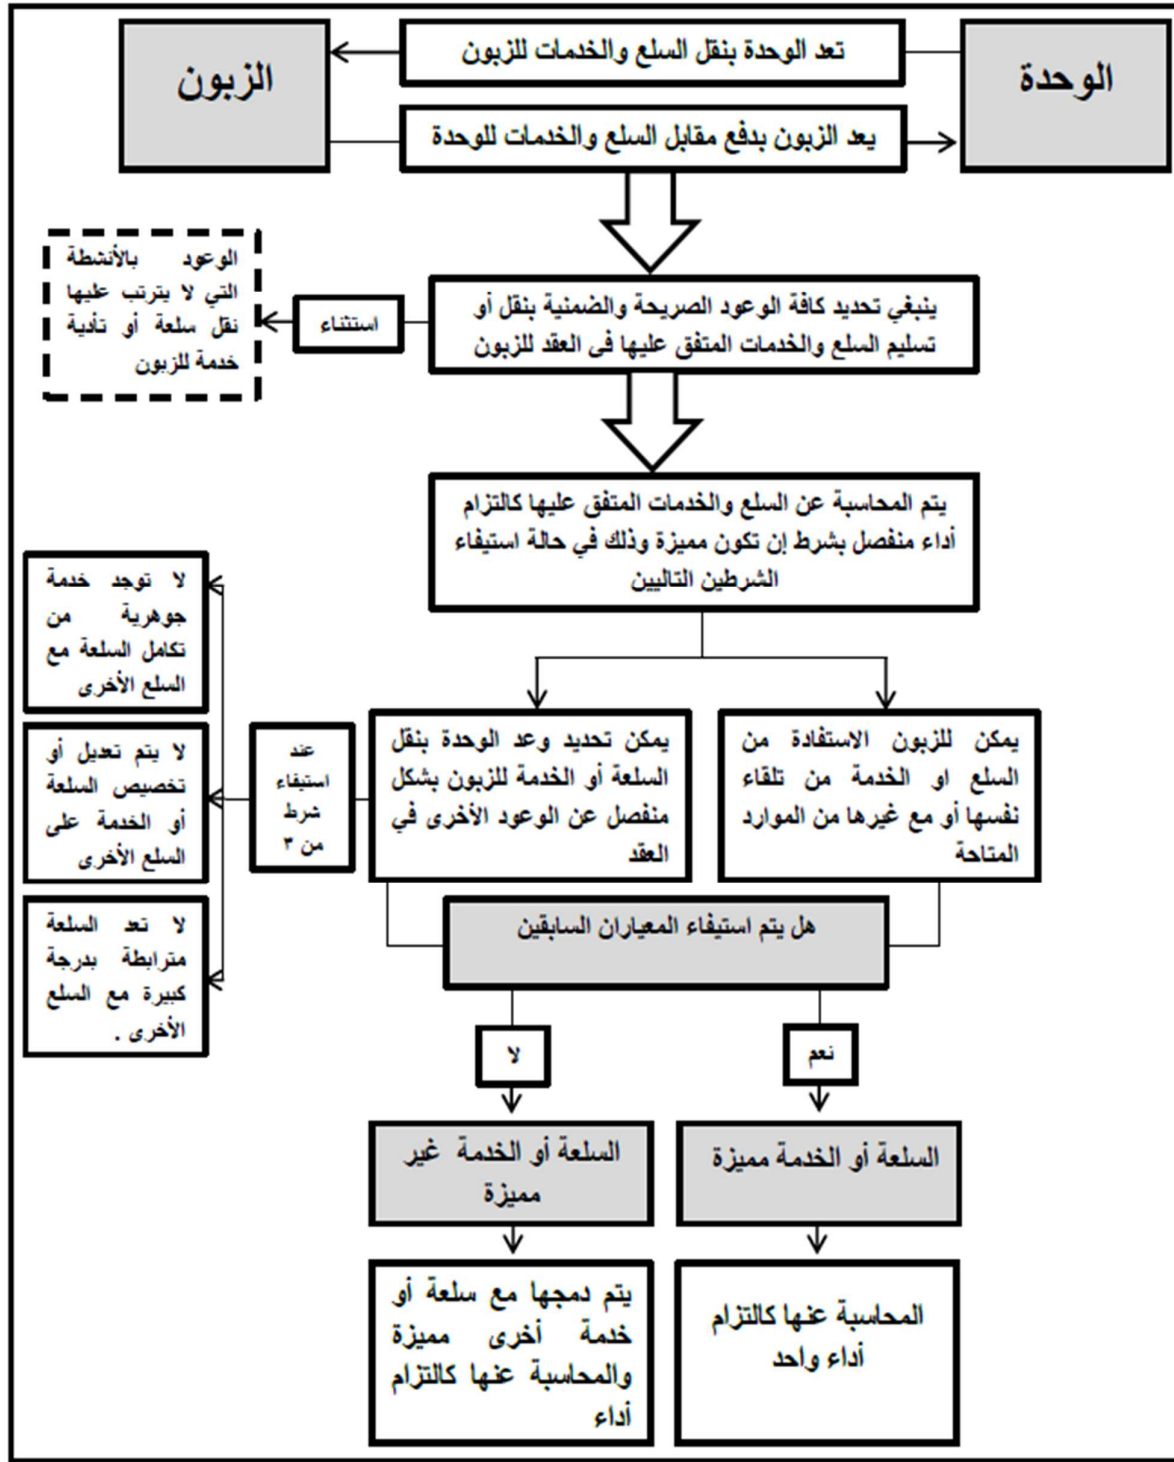 الوحدة
تعد الوحدة بنقل السلع والخدمات للزبون
الزبون
يعد الزبون بدفع مقابل السلع والخدمات للوحدة
ينبغي تحديد كافة الوعود الصريحة والضمنية بنقل أو
تسليم السلع والخدمات المتفق عليها فى العقد للزبون
استثناء
الوعود بالأنشطة
التي لا يترتب عليها
نقل سلعة أو تأدية
خدمة للزبون
يتم المحاسبة عن السلع والخدمات المتفق عليها كالتزام
أداء منفصل بشرط إن تكون مميزة وذلك في حالة استيفاء
الشرطين التاليين
يمكن للزبون الاستفادة من
السلع او الخدمة من تلقاء
نفسها أو مع غيرها من الموارد
المتاحة
يمكن تحديد وعد الوحدة بنقل
السلعة أو الخدمة للزبون بشكل
منفصل عن الوعود الأخرى في
العقد
عند
استيفاء
شرط
من ٣
لا توجد خدمة
جوهرية من
تكامل السلعة مع
السلع الأخرى
لا يتم تعديل أو
تخصيص السلعة
أو الخدمة على
السلع الأخرى
لا تعد السلعة
مترابطة بدرجة
كبيرة مع السلع
الأخرى .
هل يتم استيفاء المعياران السابقين
نعم
لا
السلعة أو الخدمة مميزة
السلعة أو الخدمة غير
مميزة
المحاسبة عنها كالتزام
أداء واحد
يتم دمجها مع سلعة أو
خدمة أخرى مميزة
والمحاسبة عنها كالتزام
أداء